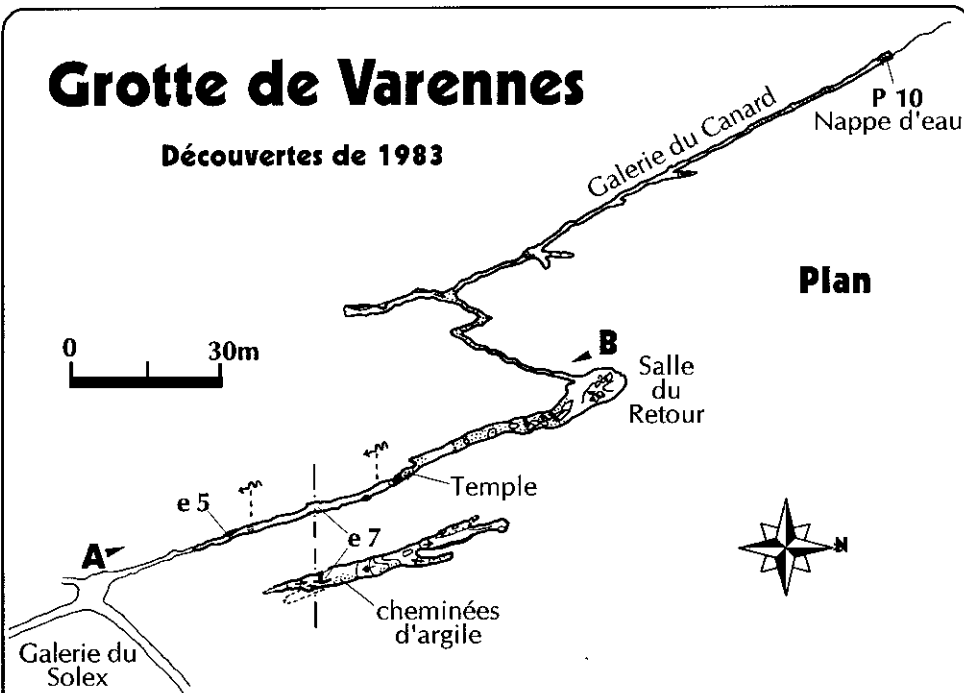 Grotte de Varennes
Découvertes de 1983
P 10
Nappe d'eau
Galerie du Canard
Plan
0 30m
B
Salle
du
Retour
Temple
e 5
A
e 7
cheminées
d'argile
N
Galerie du
Solex